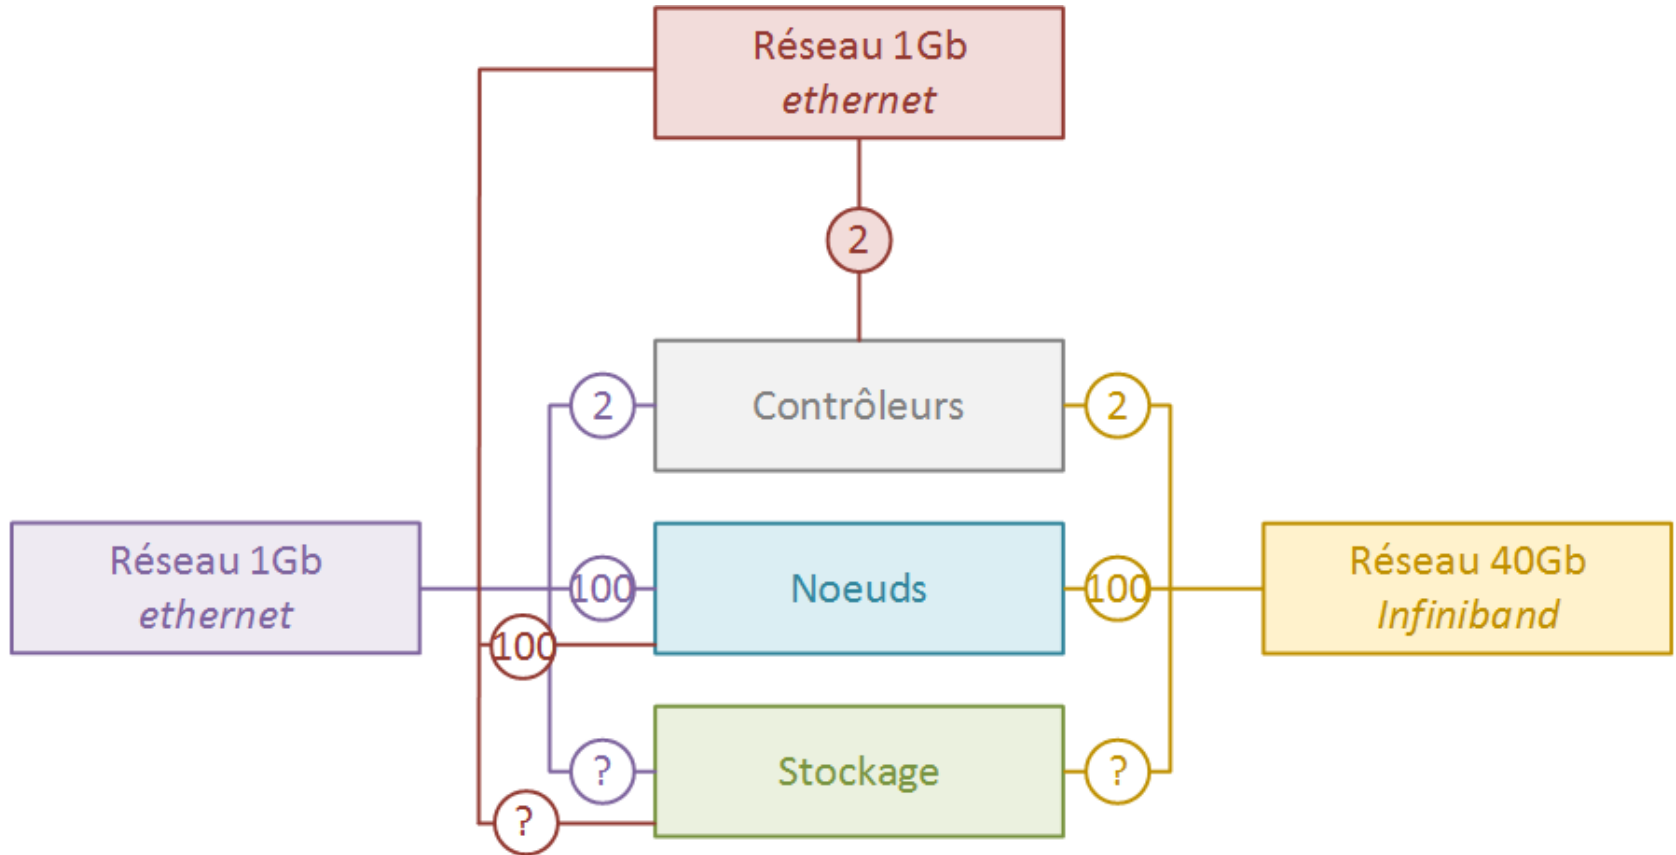 Réseau 1Gb
ethernet
2
2
Contrôleurs
2
Réseau 1Gb
ethernet
100
Noeuds
100
Réseau 40Gb
Infiniband
100
?
Stockage
?
?